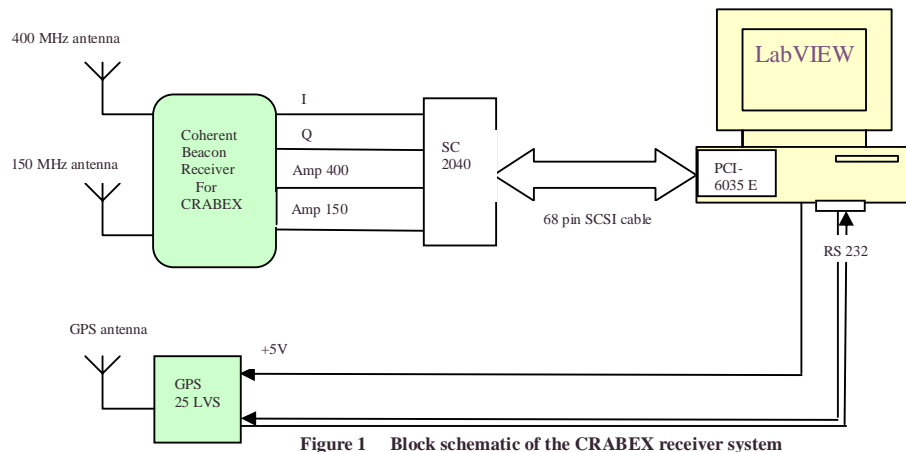 400 MHz antenna
LabVIEW
I
Coherent
Beacon
Receiver
For
CRABEX
Q
SC
2040
150 MHz antenna
Amp 400
PCI-
6035 E
Amp 150
68 pin SCSI cable
RS 232
GPS antenna
+5V
GPS
25 LVS
Figure 1 Block schematic of the CRABEX receiver system